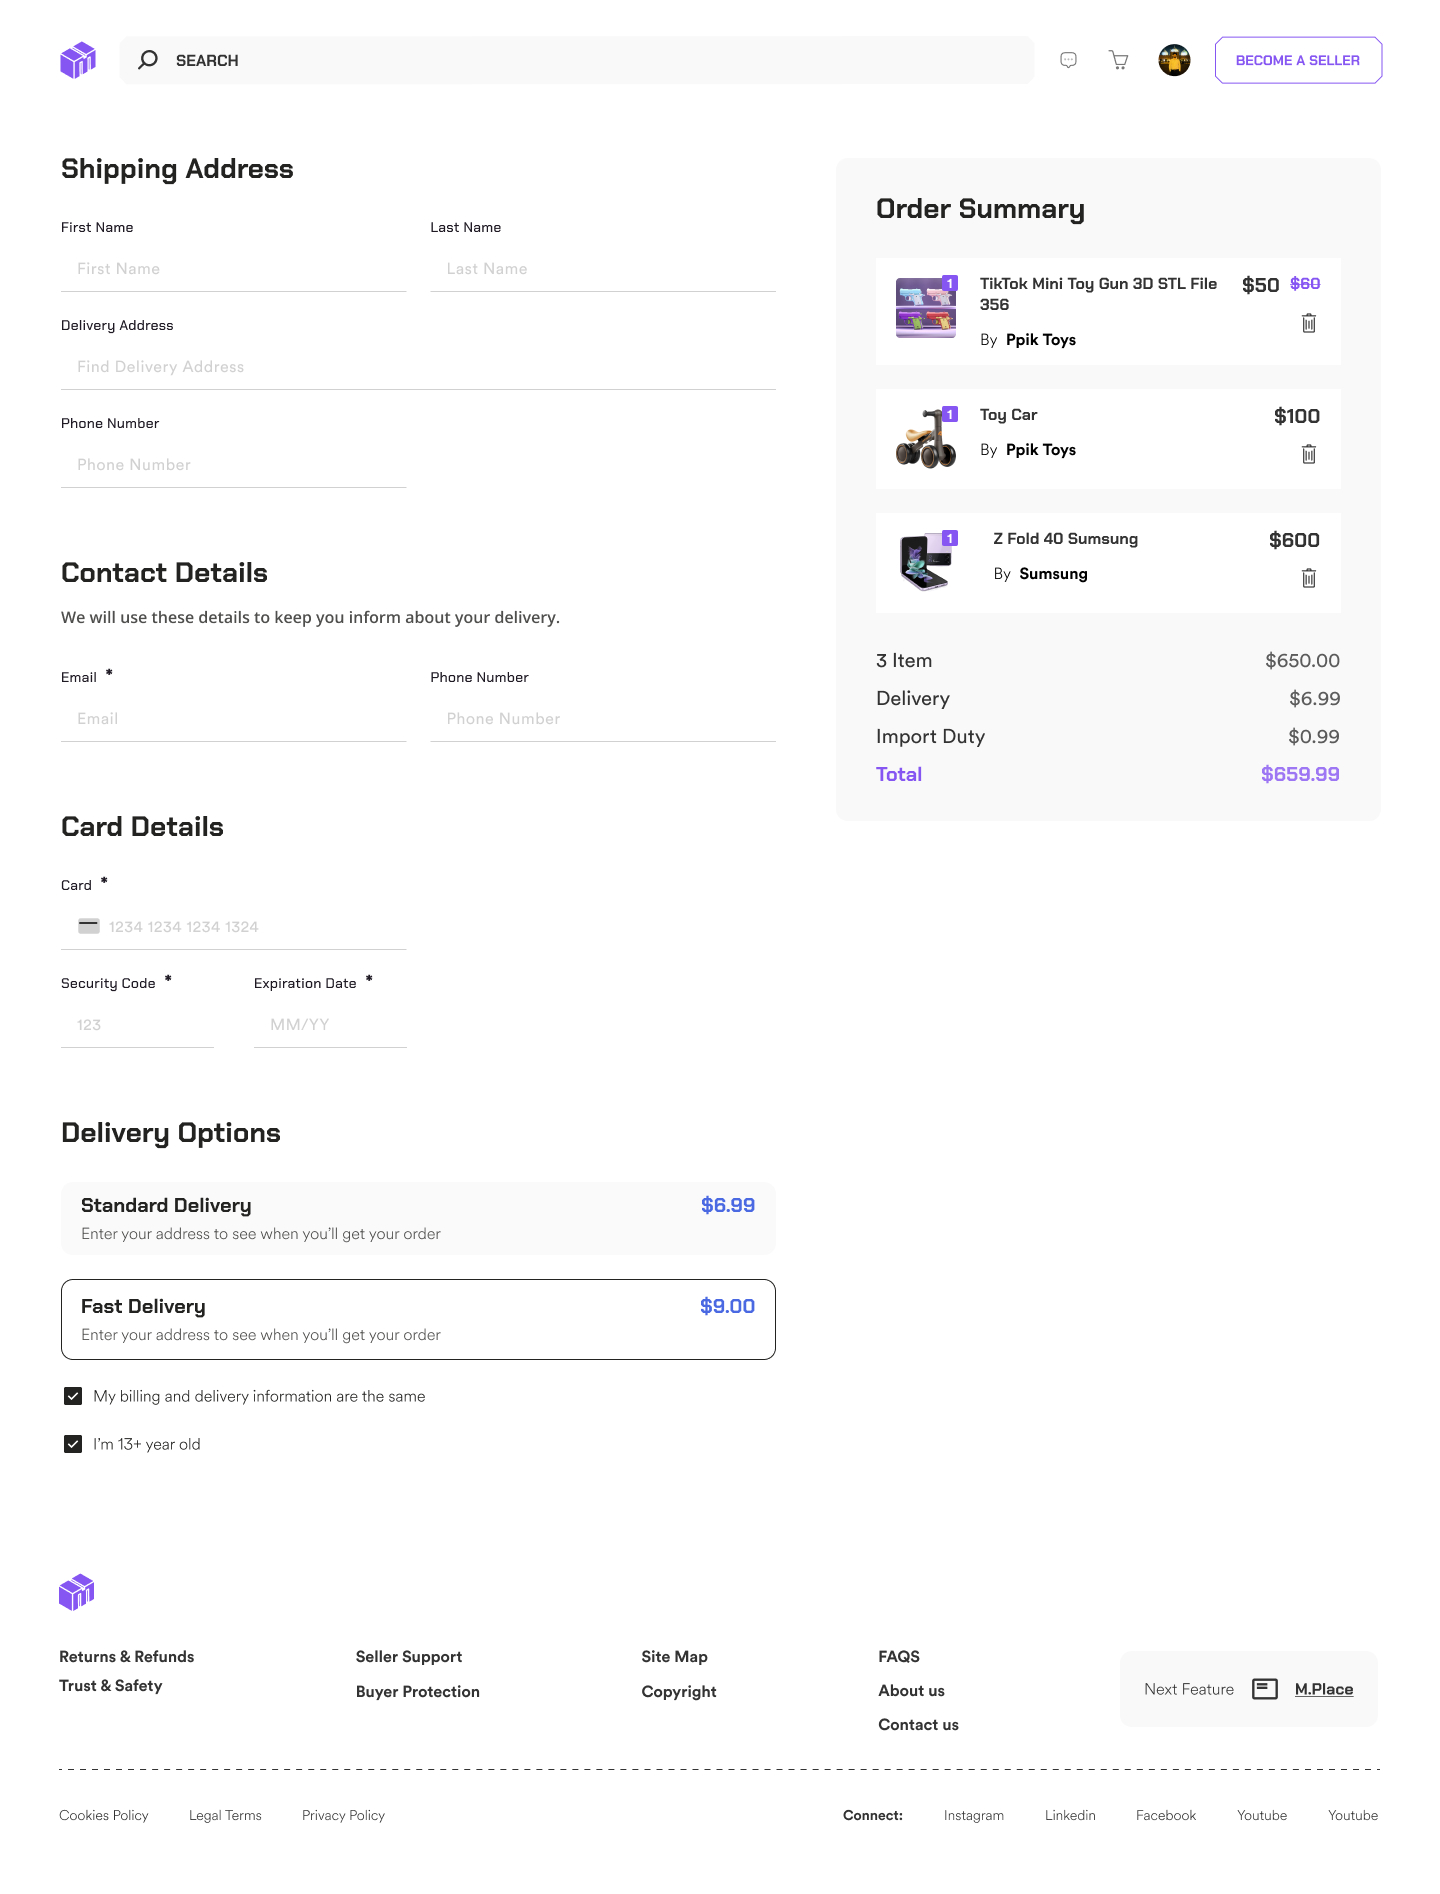 SEARCH
BECOME A SELLER
Shipping Address
First Name
Last Name
First Name
Last Name
Delivery Address
Find Delivery Address
Phone Number
Phone Number
Contact Details
We will use these details to keep you inform about your delivery.
Email *
Phone Number
Email
Phone Number
Card Details
Card *
1234 1234 1234 1324
Security Code *
Expiration Date *
123
MM/YY
Delivery Options
Standard Delivery
$6.99
Enter your address to see when you'll get your order
Fast Delivery
$9.00
Enter your address to see when you'll get your order
My billing and delivery information are the same
I'm 13+ year old
Order Summary
1
TikTok Mini Toy Gun 3D STL File
356
$50 $60
By Ppik Toys
1
Toy Car
$100
By Ppik Toys
1
Z Fold 40 Sumsung
$600
By Sumsung
3 Item
$650.00
Delivery
$6.99
Import Duty
$0.99
Total
$659.99
Returns & Refunds
Trust & Safety
Seller Support
Buyer Protection
Site Map
Copyright
FAQS
About us
Contact us
Next Feature
M.Place
Cookies Policy
Legal Terms
Privacy Policy
Connect:
Instagram
Linkedin
Facebook
Youtube
Youtube